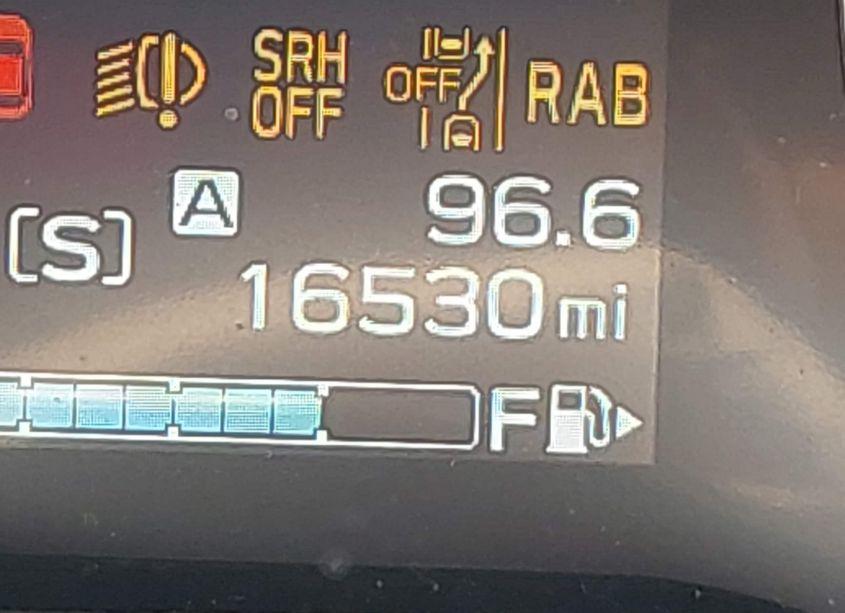 SRH
OFF
OFF
RAB
A 96.6
[S]
16530 mi
F